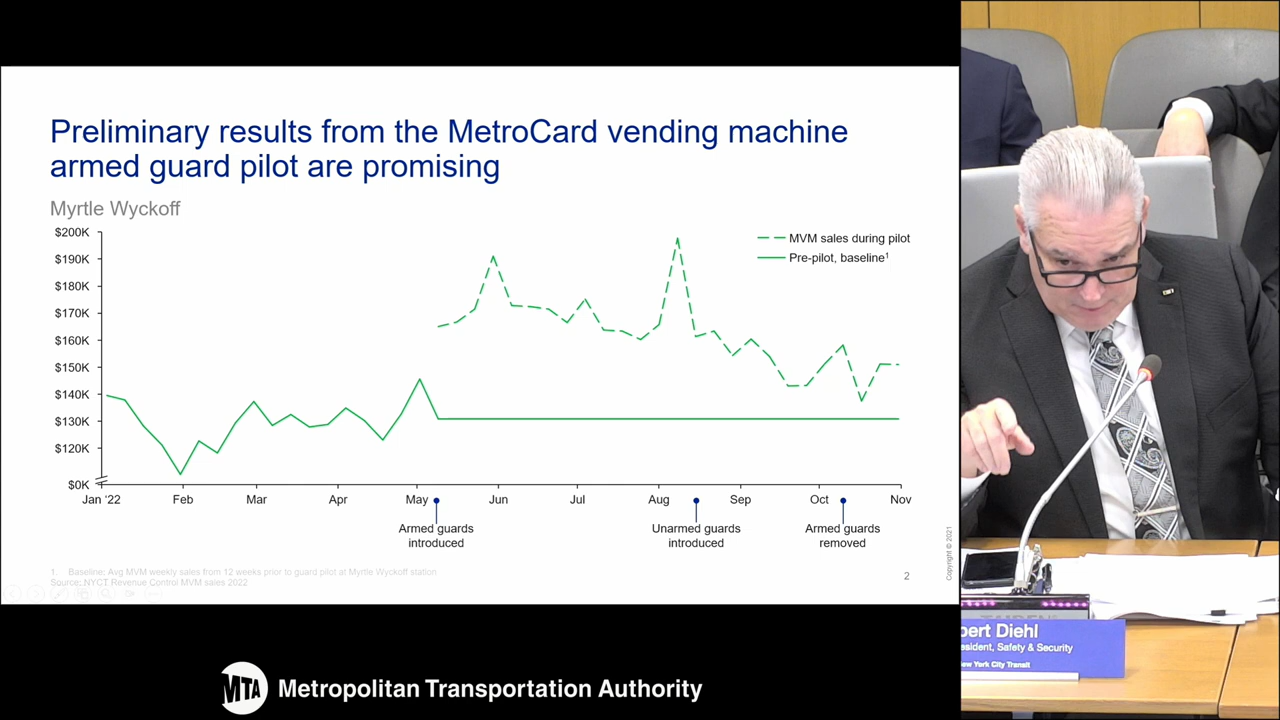 Preliminary results from the MetroCard vending machine
armed guard pilot are promising
Myrtle Wyckoff
$200K
$190K
$180K
$170K
$160K
$150K
$140K
$130K
$120K
$0K
MVM sales during pilot
Pre-pilot, baseline¹
Jan '22 Feb Mar Apr May Jun Jul Aug Sep Oct Nov
Armed guards
introduced
Unarmed guards
introduced
Armed guards
removed
1. Baseline: Avg MVM weekly sales from 12 weeks prior to guard pilot at Myrtle Wyckoff station
Source: NYCT Revenue Control MVM sales 2022
2
Copyright © 2021
MTA Metropolitan Transportation Authority
bert Diehl
esident, Safety & Security
ew York City Transit